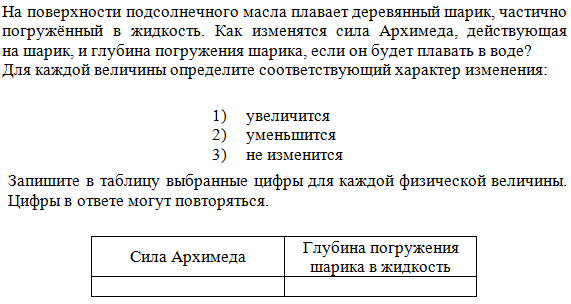 На поверхности подсолнечного масла плавает деревянный шарик, частично
погружённый в жидкость. Как изменятся сила Архимеда, действующая
на шарик, и глубина погружения шарика, если он будет плавать в воде?
Для каждой величины определите соответствующий характер изменения:
1) увеличится
2) уменьшится
3) не изменится
Запишите в таблицу выбранные цифры для каждой физической величины.
Цифры в ответе могут повторяться.
Сила Архимеда
Глубина погружения
шарика в жидкость